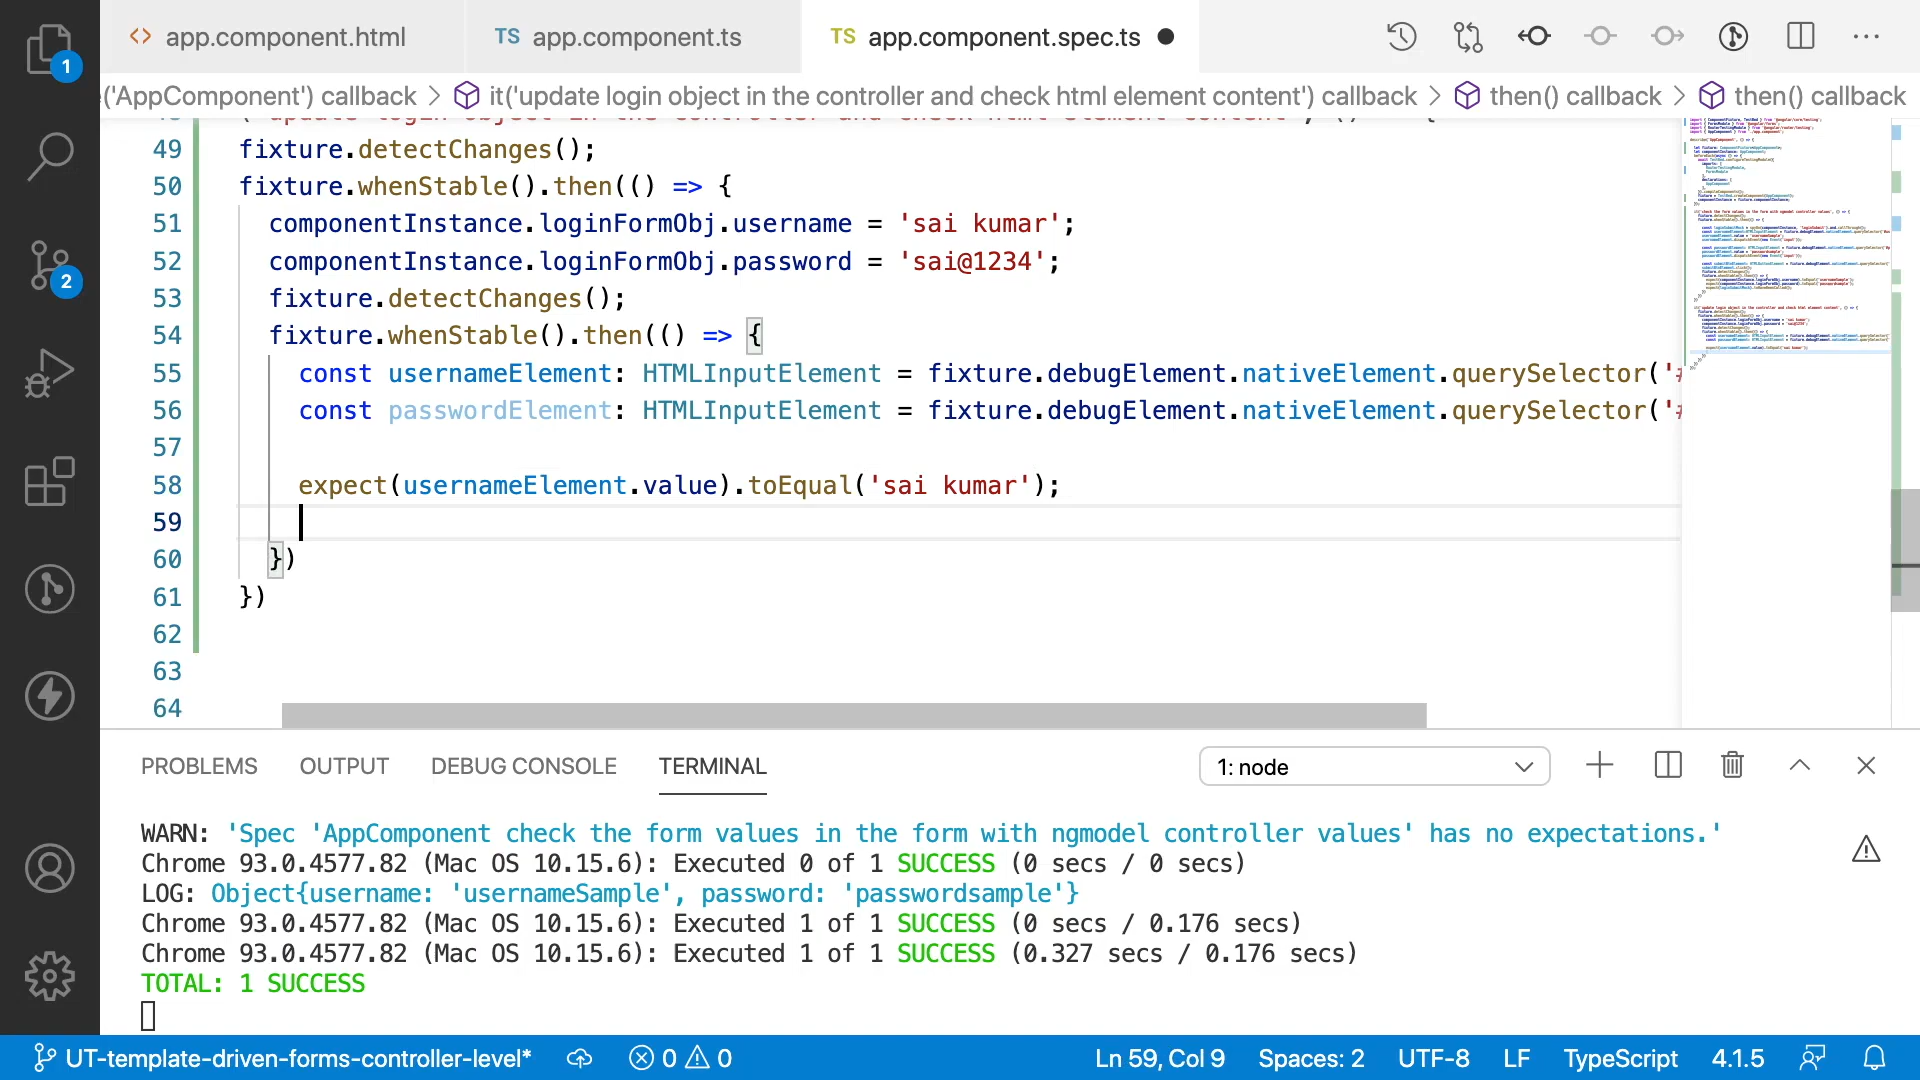 1
<> app.component.html
TS app.component.ts
TS app.component.spec.ts
('AppComponent') callback > it('update login object in the controller and check html element content') callback > then() callback > then() callback
49 fixture.detectChanges();
50 fixture.whenStable().then(() => {
51 componentInstance.loginFormObj.username = 'sai kumar';
52 componentInstance.loginFormObj.password = 'sai@1234';
53 fixture.detectChanges();
54 fixture.whenStable().then(() => {
55 const usernameElement: HTMLInputElement = fixture.debugElement.nativeElement.querySelector('#
56 const passwordElement: HTMLInputElement = fixture.debugElement.nativeElement.querySelector('#
57
58 expect(usernameElement.value).toEqual('sai kumar');
59
60 })
61 })
62
63
64
2
PROBLEMS OUTPUT DEBUG CONSOLE TERMINAL
1: node
WARN: 'Spec 'AppComponent check the form values in the form with ngmodel controller values' has no expectations.'
Chrome 93.0.4577.82 (Mac OS 10.15.6): Executed 0 of 1 SUCCESS (0 secs / 0 secs)
LOG: Object{username: 'usernameSample', password: 'passwordsample'}
Chrome 93.0.4577.82 (Mac OS 10.15.6): Executed 1 of 1 SUCCESS (0 secs / 0.176 secs)
Chrome 93.0.4577.82 (Mac OS 10.15.6): Executed 1 of 1 SUCCESS (0.327 secs / 0.176 secs)
TOTAL: 1 SUCCESS
UT-template-driven-forms-controller-level* 0 0 Ln 59, Col 9 Spaces: 2 UTF-8 LF TypeScript 4.1.5